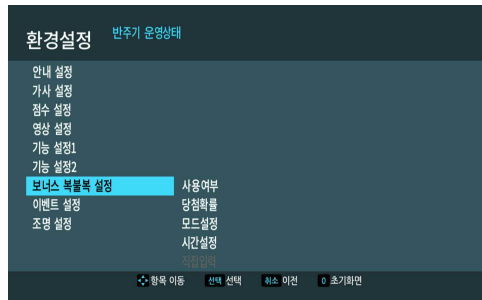 환경설정 반주기 운영상태
안내 설정
가사 설정
점수 설정
영상 설정
기능 설정1
기능 설정2
보너스 복불복 설정 사용여부
이벤트 설정 당첨확률
조명 설정 모드설정
시간설정
직접입력
항목 이동 선택 선택 취소 이전 0 초기화면